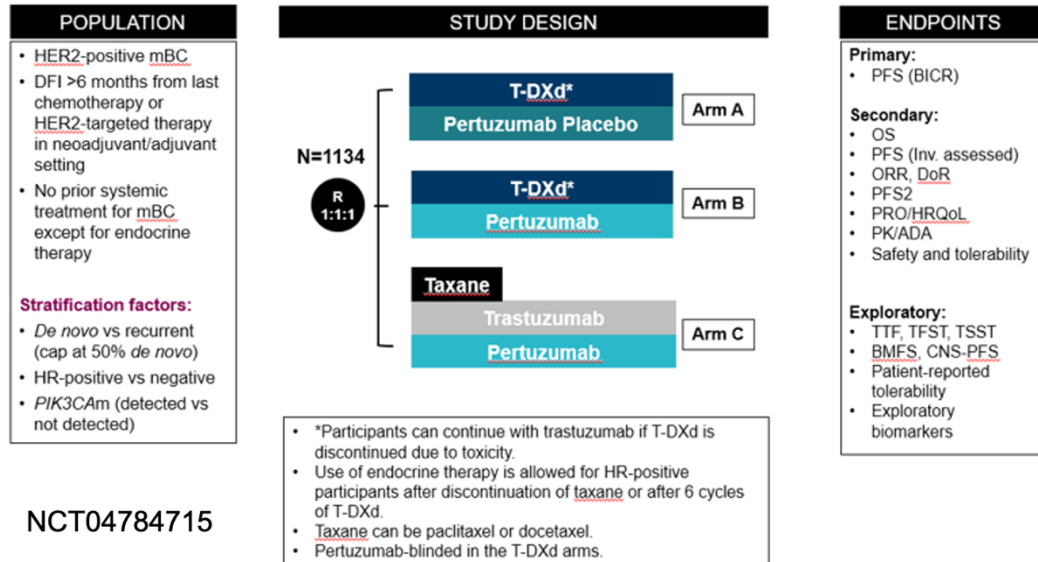 POPULATION
• HER2-positive mBC
• DFI >6 months from last
chemotherapy or
HER2-targeted therapy
in neoadjuvant/adjuvant
setting
• No prior systemic
treatment for mBC
except for endocrine
therapy
Stratification factors:
• De novo vs recurrent
(cap at 50% de novo)
• HR-positive vs negative
• PIK3CAm (detected vs
not detected)
NCT04784715
STUDY DESIGN
N=1134
R
1:1:1
T-DXd*
Pertuzumab Placebo
Arm A
T-DXd*
Pertuzumab
Arm B
Taxane
Trastuzumab
Pertuzumab
Arm C
• *Participants can continue with trastuzumab if T-DXd is
discontinued due to toxicity.
• Use of endocrine therapy is allowed for HR-positive
participants after discontinuation of taxane or after 6 cycles
of T-DXd.
• Taxane can be paclitaxel or docetaxel.
• Pertuzumab-blinded in the T-DXd arms.
ENDPOINTS
Primary:
• PFS (BICR)
Secondary:
• OS
• PFS (Inv. assessed)
• ORR, DoR
• PFS2
• PRO/HRQoL
• PK/ADA
• Safety and tolerability
Exploratory:
• TTF, TFST, TSST
• BMFS, CNS-PFS
• Patient-reported
tolerability
• Exploratory
biomarkers